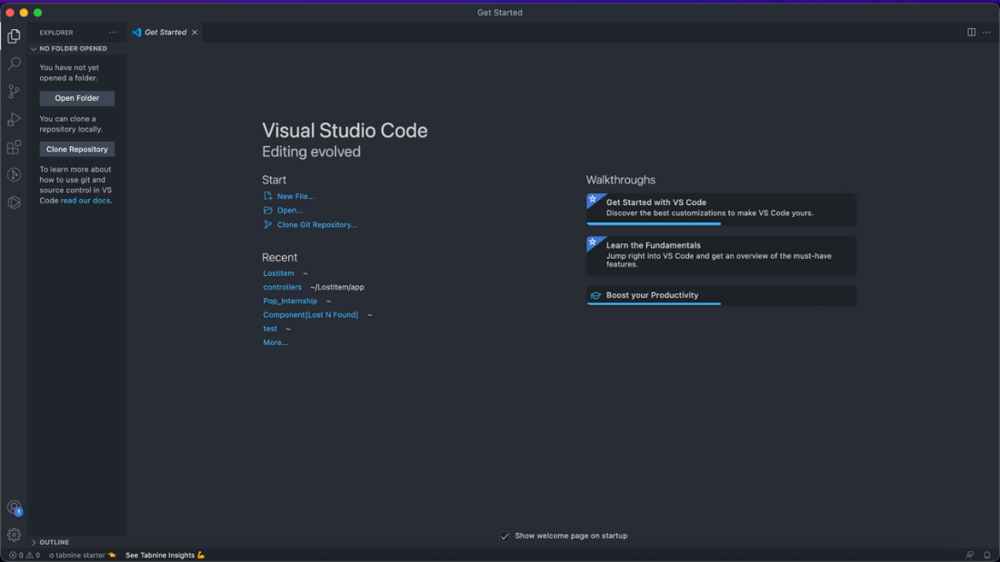 Get Started
EXPLORER
Get Started
NO FOLDER OPENED
You have not yet
opened a folder.
Open Folder
You can clone a
repository locally.
Clone Repository
To learn more about
how to use git and
source control in VS
Code read our docs.
Visual Studio Code
Editing evolved
Start
New File...
Open...
Clone Git Repository...
Recent
Lostitem ~
controllers ~/Lostitem/app
Pop_Internship ~
Component[Lost N Found] ~
test ~
More...
Walkthroughs
Get Started with VS Code
Discover the best customizations to make VS Code yours.
Learn the Fundamentals
Jump right into VS Code and get an overview of the must-have
features.
Boost your Productivity
Show welcome page on startup
1
OUTLINE
0 0 tabnine starter See Tabnine Insights